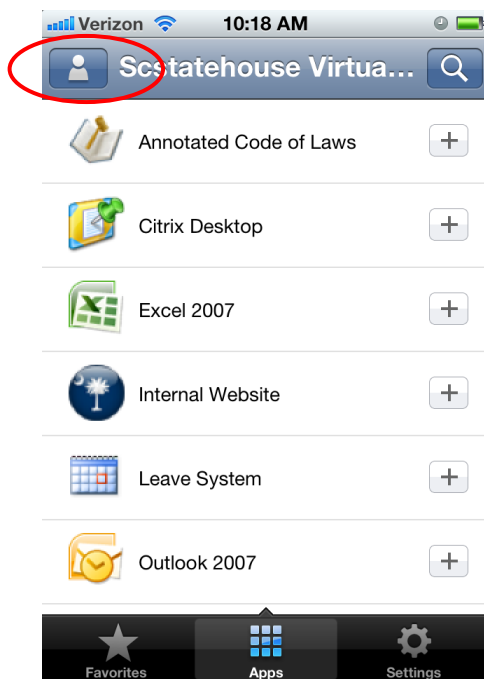 Verizon 10:18 AM
Scstatehouse Virtua...
Annotated Code of Laws
Citrix Desktop
Excel 2007
Internal Website
Leave System
Outlook 2007
Favorites Apps Settings